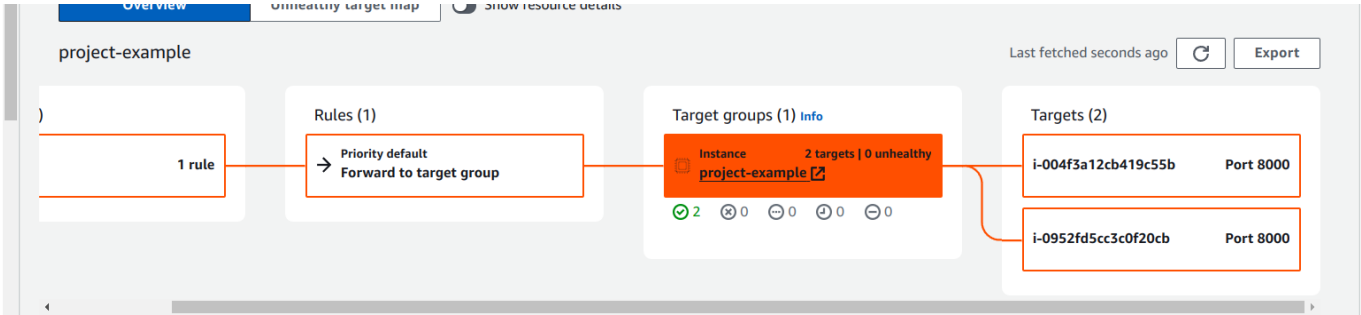 Overview
Unhealthy target map
Show resource details
project-example
Last fetched seconds ago
Export
)
1 rule
Rules (1)
Priority default
Forward to target group
Target groups (1) Info
Instance
2 targets | 0 unhealthy
project-example
2 0 0 0 0
Targets (2)
i-004f3a12cb419c55b Port 8000
i-0952fd5cc3c0f20cb Port 8000